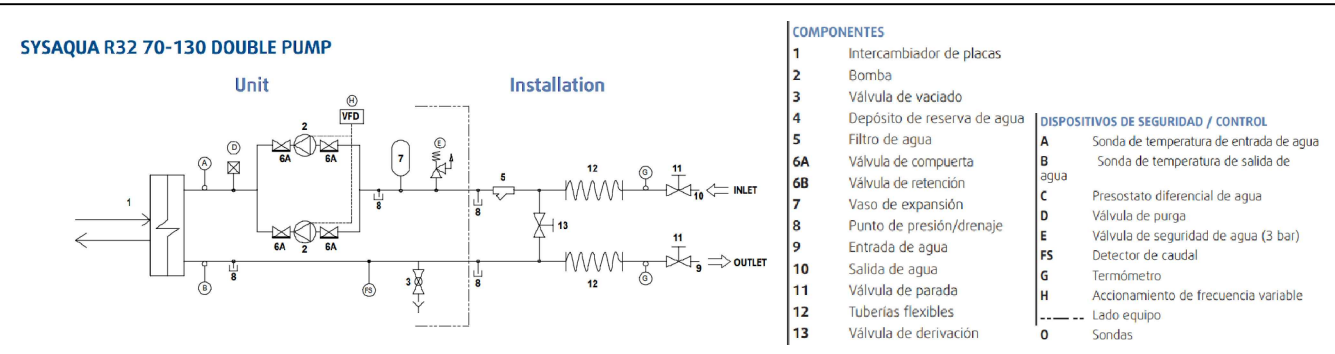 SYSAQUA R32 70-130 DOUBLE PUMP
Unit
Installation
H
VFD
2
6A
6A
D
A
E
7
8
1
5
8
12
G
11
10
INLET
13
6A
2
6A
B
8
FS
3
8
12
G
11
9
OUTLET
COMPONENTES
1 Intercambiador de placas
2 Bomba
3 Válvula de vaciado
4 Depósito de reserva de agua
5 Filtro de agua
6A Válvula de compuerta
6B Válvula de retención
7 Vaso de expansión
8 Punto de presión/drenaje
9 Entrada de agua
10 Salida de agua
11 Válvula de parada
12 Tuberías flexibles
13 Válvula de derivación
DISPOSITIVOS DE SEGURIDAD / CONTROL
A Sonda de temperatura de entrada de agua
B Sonda de temperatura de salida de
agua
C Presostato diferencial de agua
D Válvula de purga
E Válvula de seguridad de agua (3 bar)
FS Detector de caudal
G Termómetro
H Accionamiento de frecuencia variable
Lado equipo
O Sondas